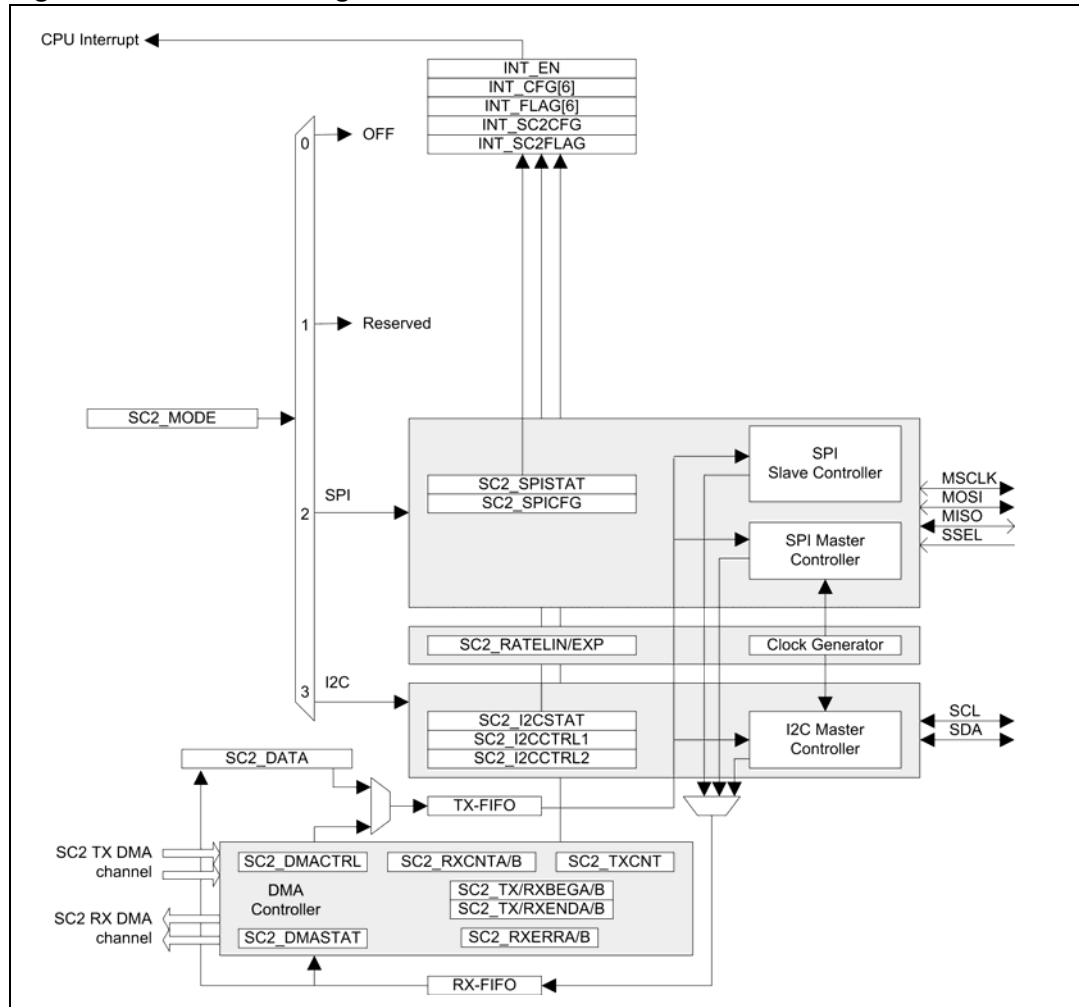 CPU Interrupt
INT_EN
INT_CFG[6]
INT_FLAG[6]
INT_SC2CFG
INT_SC2FLAG
0
OFF
1
Reserved
SC2_MODE
SPI
2
SC2_SPISTAT
SC2_SPICFG
SPI
Slave Controller
SPI Master
Controller
MSCLK
MOSI
MISO
SSEL
SC2_RATELIN/EXP
Clock Generator
3
I2C
SC2_I2CSTAT
SC2_I2CCTRL1
SC2_I2CCTRL2
I2C Master
Controller
SCL
SDA
SC2_DATA
TX-FIFO
SC2 TX DMA
channel
SC2_DMACTRL
SC2_RXCNTA/B
SC2_TXCNT
DMA
Controller
SC2_TX/RXBEGA/B
SC2_TX/RXENDA/B
SC2 RX DMA
channel
SC2_DMASTAT
SC2_RXERRA/B
RX-FIFO